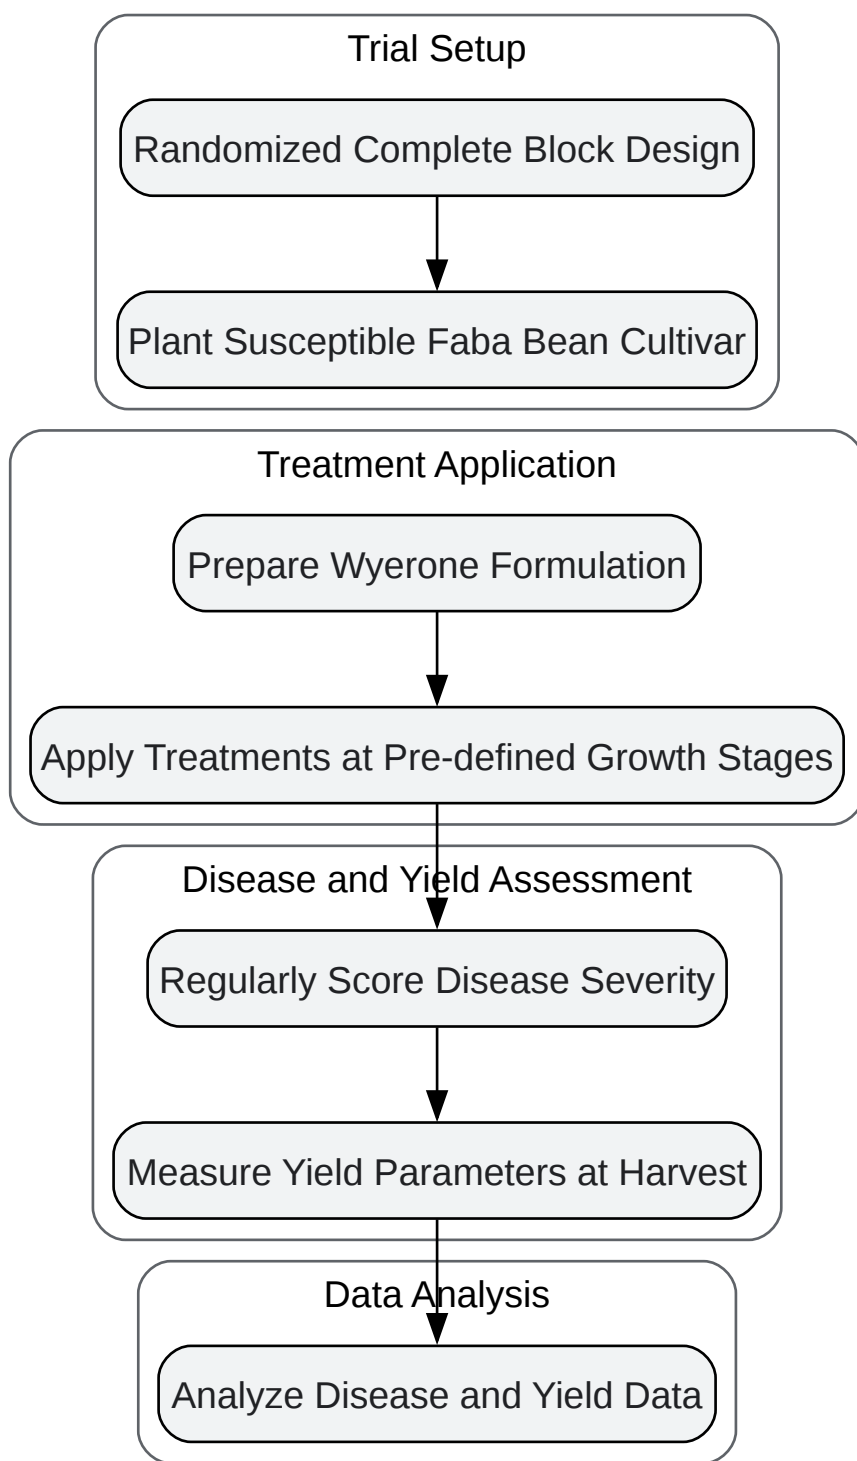 Trial Setup
Randomized Complete Block Design
Plant Susceptible Faba Bean Cultivar
Treatment Application
Prepare Wyerone Formulation
Apply Treatments at Pre-defined Growth Stages
Disease and Yield Assessment
Regularly Score Disease Severity
Measure Yield Parameters at Harvest
Data Analysis
Analyze Disease and Yield Data